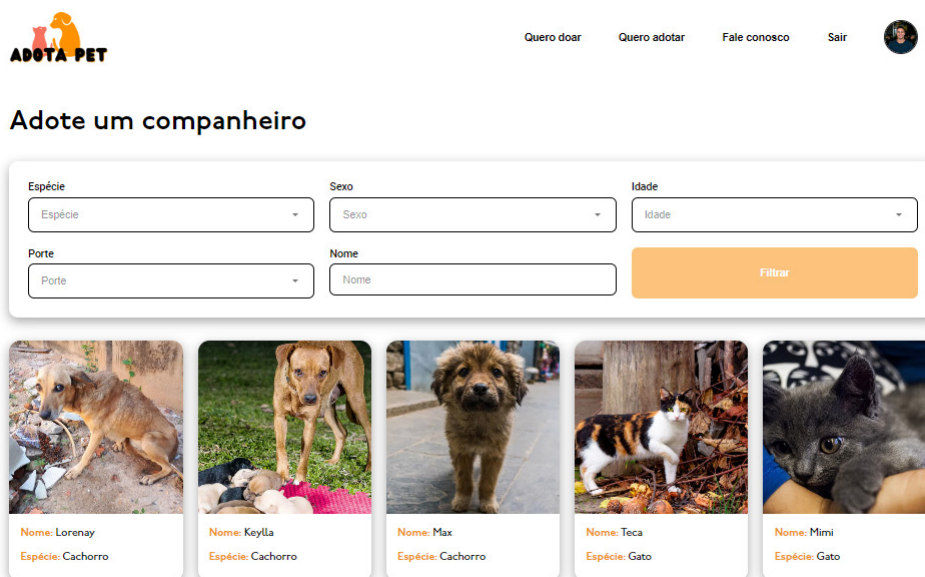 ADOTA PET
Quero doar Quero adotar Fale conosco Sair
Adote um companheiro
Espécie Sexo Idade
Espécie Sexo Idade
Porte Nome
Porte Nome Filtrar
Nome: Lorenay Nome: Keylla Nome: Max Nome: Teca Nome: Mimi
Espécie: Cachorro Espécie: Cachorro Espécie: Cachorro Espécie: Gato Espécie: Gato